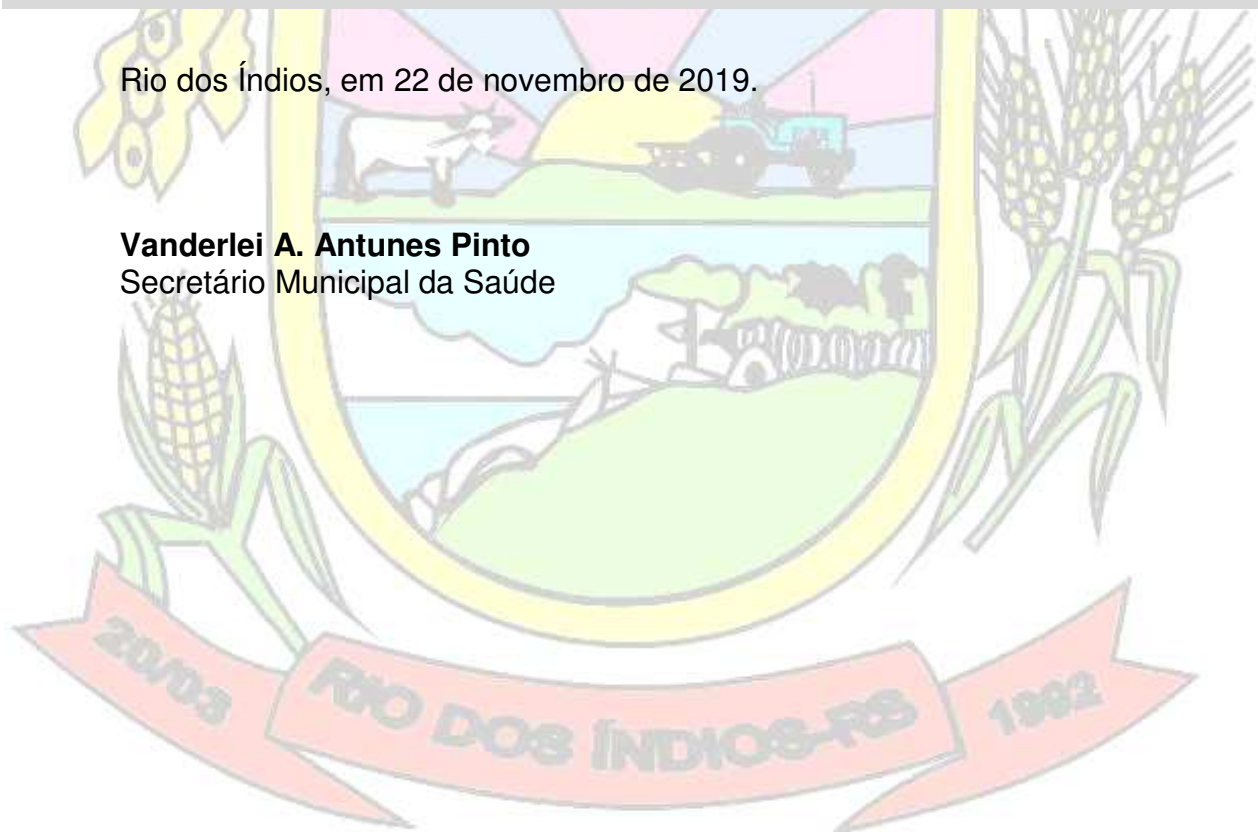 Rio dos Índios, em 22 de novembro de 2019.
Vanderlei A. Antunes Pinto
Secretário Municipal da Saúde
20/03 RIO DOS ÍNDIOS-RS 1992